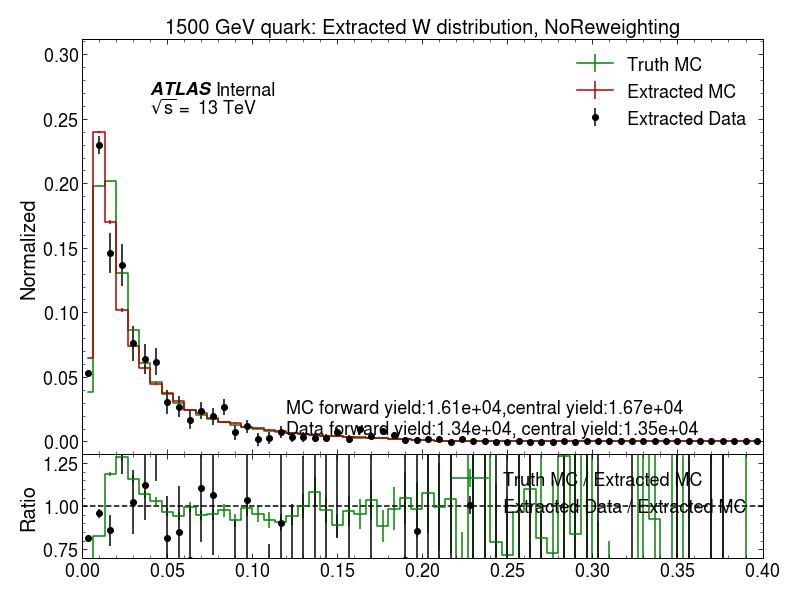 1500 GeV quark: Extracted W distribution, NoReweighting
Normalized
0.30
0.25
0.20
0.15
0.10
0.05
0.00
ATLAS Internal
√s = 13 TeV
Truth MC
Extracted MC
Extracted Data
MC forward yield:1.61e+04,central yield:1.67e+04
Data forward yield:1.34e+04, central yield:1.35e+04
Ratio
1.25
1.00
0.75
Truth MC / Extracted MC
Extracted Data / Extracted MC
0.00 0.05 0.10 0.15 0.20 0.25 0.30 0.35 0.40